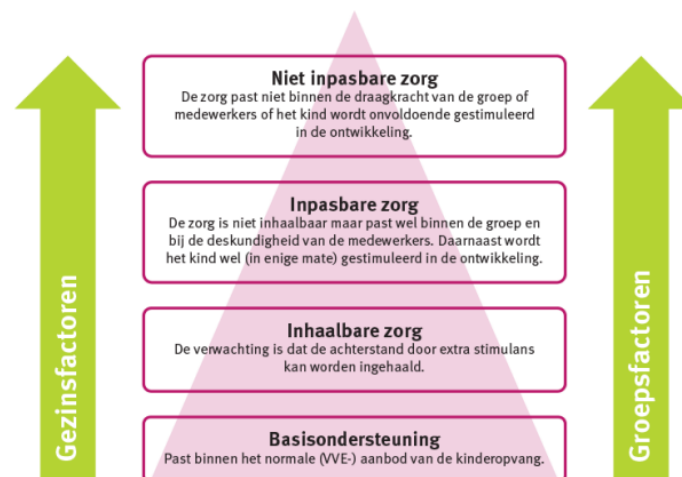 Niet inpasbare zorg
De zorg past niet binnen de draagkracht van de groep of
medewerkers of het kind wordt onvoldoende gestimuleerd
in de ontwikkeling.
Inpasbare zorg
De zorg is niet inhaalbaar maar past wel binnen de groep en
bij de deskundigheid van de medewerkers. Daarnaast wordt
het kind wel (in enige mate) gestimuleerd in de ontwikkeling.
Inhaalbare zorg
De verwachting is dat de achterstand door extra stimulans
kan worden ingehaald.
Basisondersteuning
Past binnen het normale (VVE-) aanbod van de kinderopvang.
Gezinsfactoren
Groepsfactoren